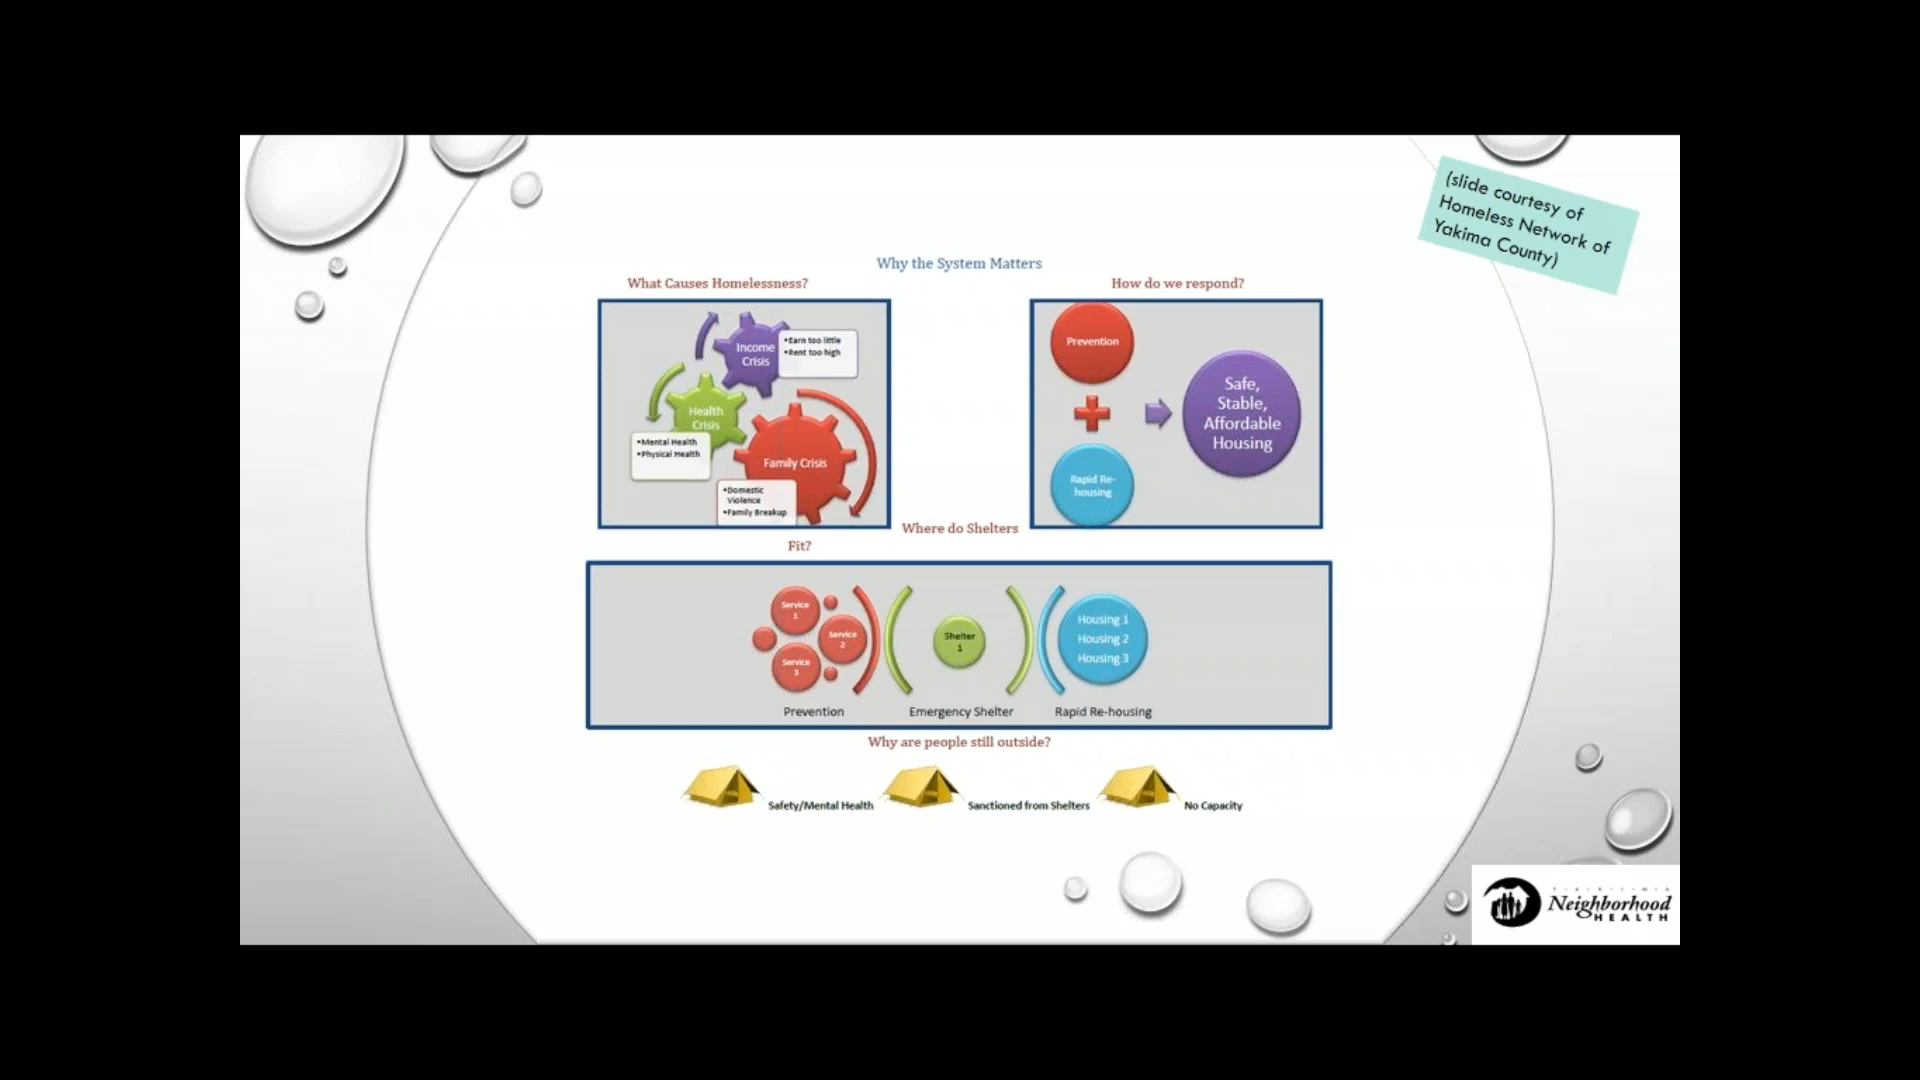 (slide courtesy of
Homeless Network of
Yakima County)
Why the System Matters
What Causes Homelessness?
How do we respond?
Income
Crisis
•Earn too little
•Rent too high
Health
Crisis
•Mental Health
•Physical Health
Family Crisis
•Domestic
Violence
•Family Breakup
Prevention
Rapid Re-
housing
Safe,
Stable,
Affordable
Housing
Where do Shelters
Fit?
Service
1
Service
2
Service
3
Shelter
1
Housing 1
Housing 2
Housing 3
Prevention
Emergency Shelter
Rapid Re-housing
Why are people still outside?
Safety/Mental Health
Sanctioned from Shelters
No Capacity
Neighborhood
HEALTH